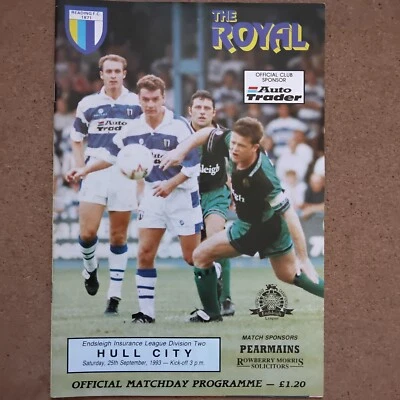 READING F.C.
1871
THE
ROYAL
OFFICIAL CLUB
SPONSOR
Auto
Trader
Auto
Trader
Endsleigh Insurance League Division Two
HULL CITY
Saturday, 25th September, 1993 — Kick-off 3 p.m.
MATCH SPONSORS
PEARMAINS
ROWBERRY MORRIS
SOLICITORS
OFFICIAL MATCHDAY PROGRAMME — £1.20